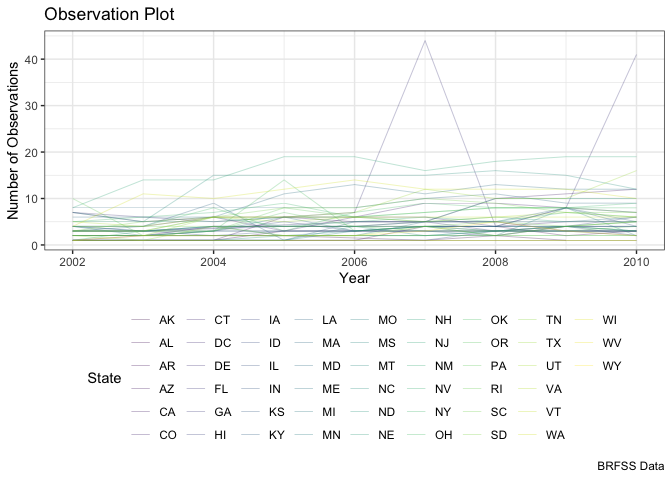 Observation Plot
40
30
20
10
0
Number of Observations
2002 2004 2006 2008 2010
Year
State
AK CT IA LA MO NH OK TN WI
AL DC ID MA MS NJ OR TX WV
AR DE IL MD MT NM PA UT WY
AZ FL IN ME NC NV RI VA
CA GA KS MI ND NY SC VT
CO HI KY MN NE OH SD WA
BRFSS Data